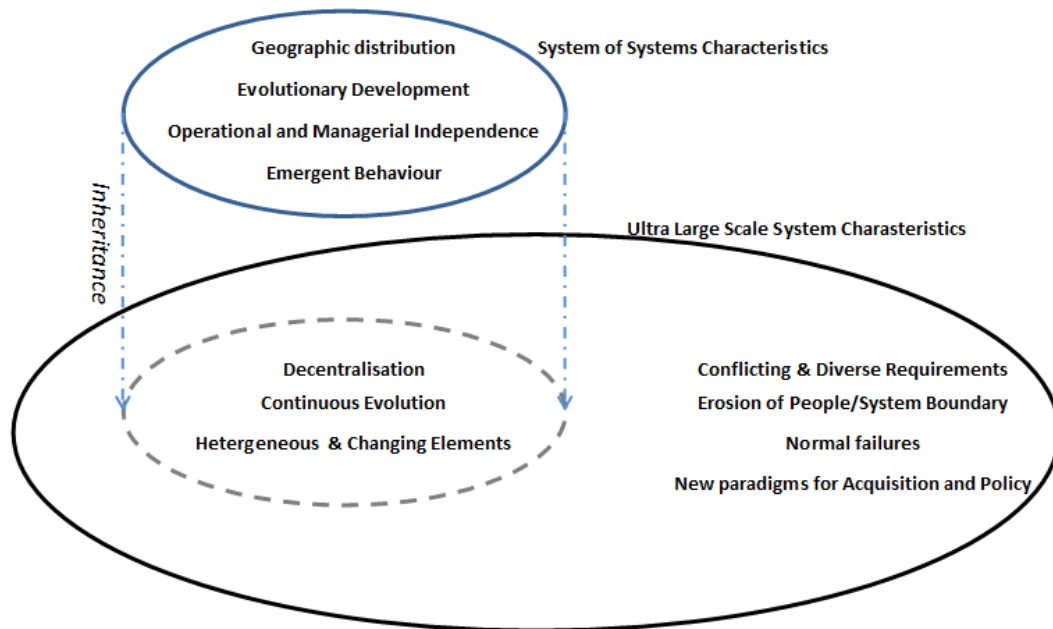 Geographic distribution
System of Systems Characteristics
Evolutionary Development
Operational and Managerial Independence
Emergent Behaviour
Inheritance
Ultra Large Scale System Charasteristics
Decentralisation
Continuous Evolution
Hetergeneous & Changing Elements
Conflicting & Diverse Requirements
Erosion of People/System Boundary
Normal failures
New paradigms for Acquisition and Policy